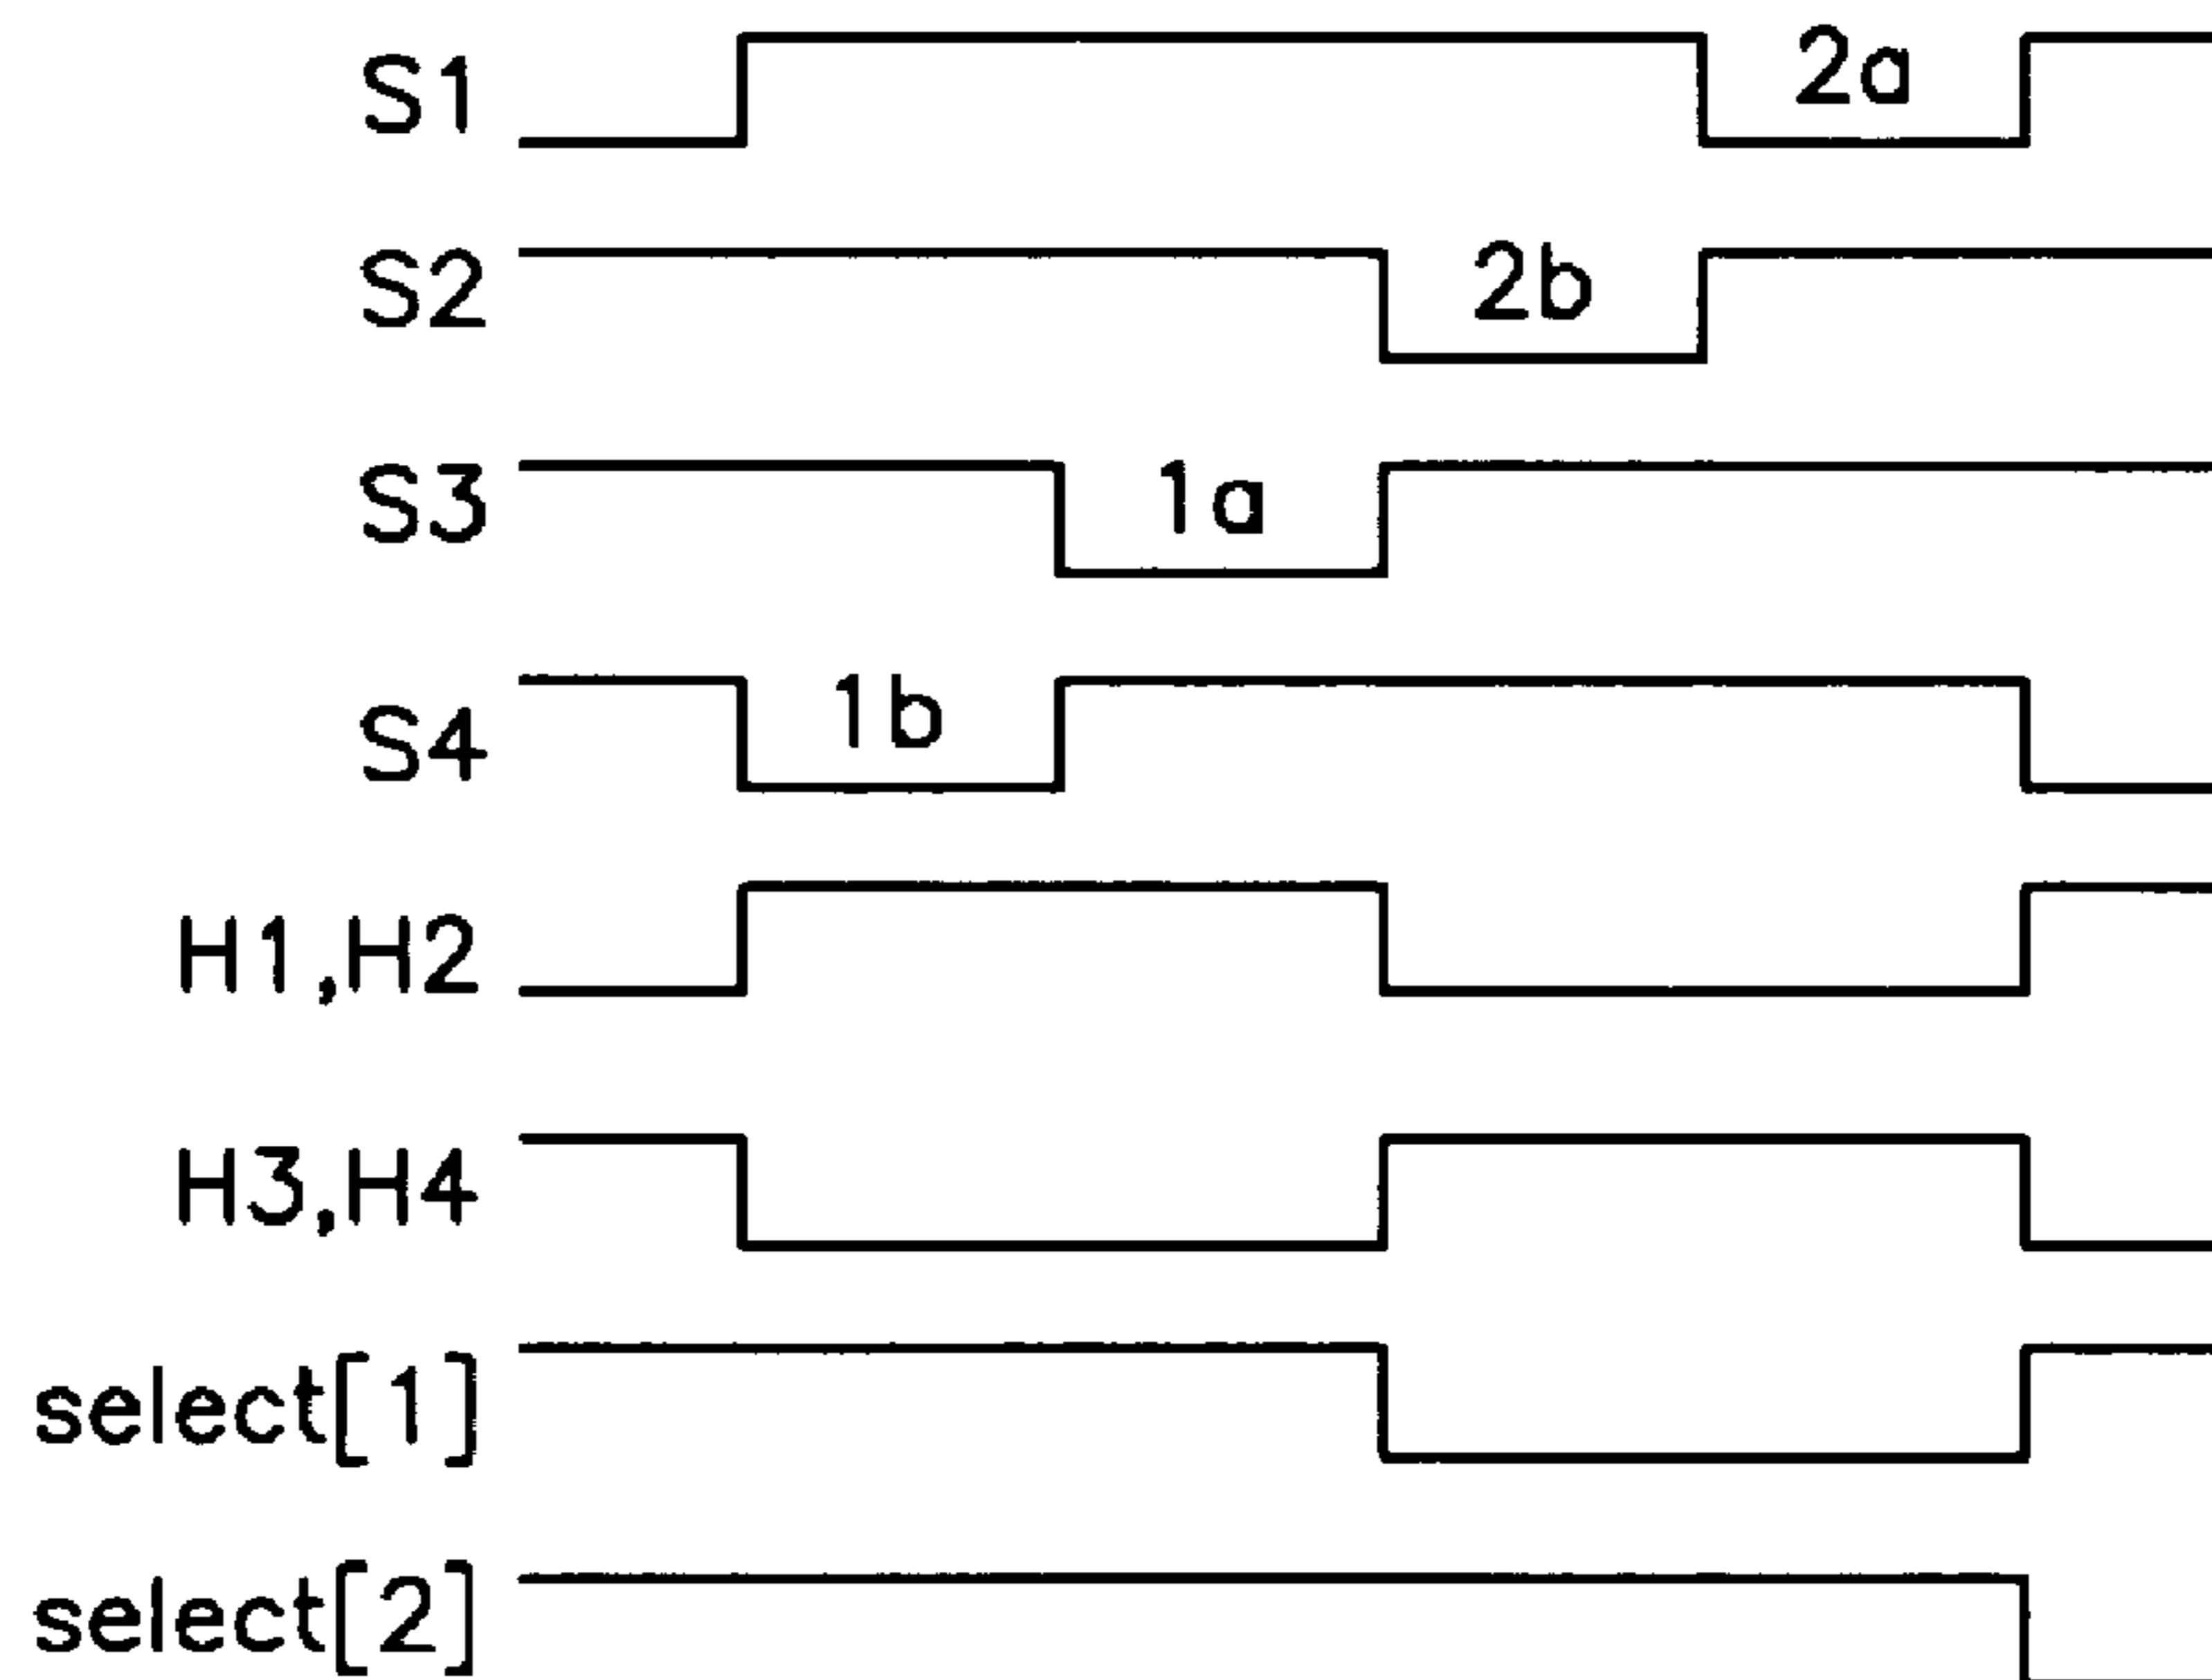 S1 2a
S2 2b
S3 1a
S4 1b
H1,H2
H3,H4
select[1]
select[2]